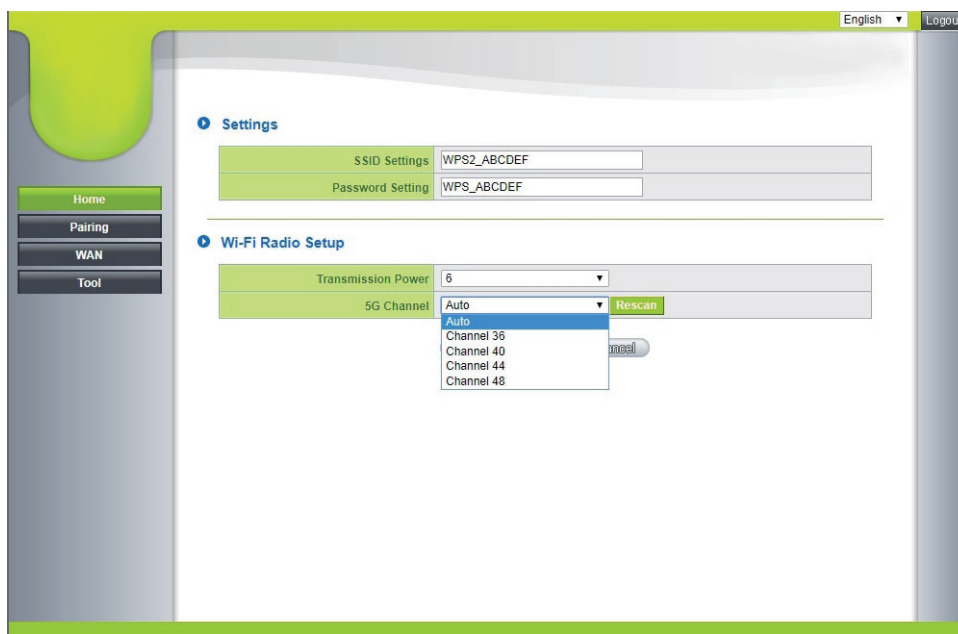 English
Logou
Settings
SSID Settings WPS2_ABCDEF
Password Setting WPS_ABCDEF
Home
Pairing
WAN
Tool
Wi-Fi Radio Setup
Transmission Power 6
5G Channel Auto Rescan
Auto
Channel 36
Channel 40
Channel 44
Channel 48
ancel